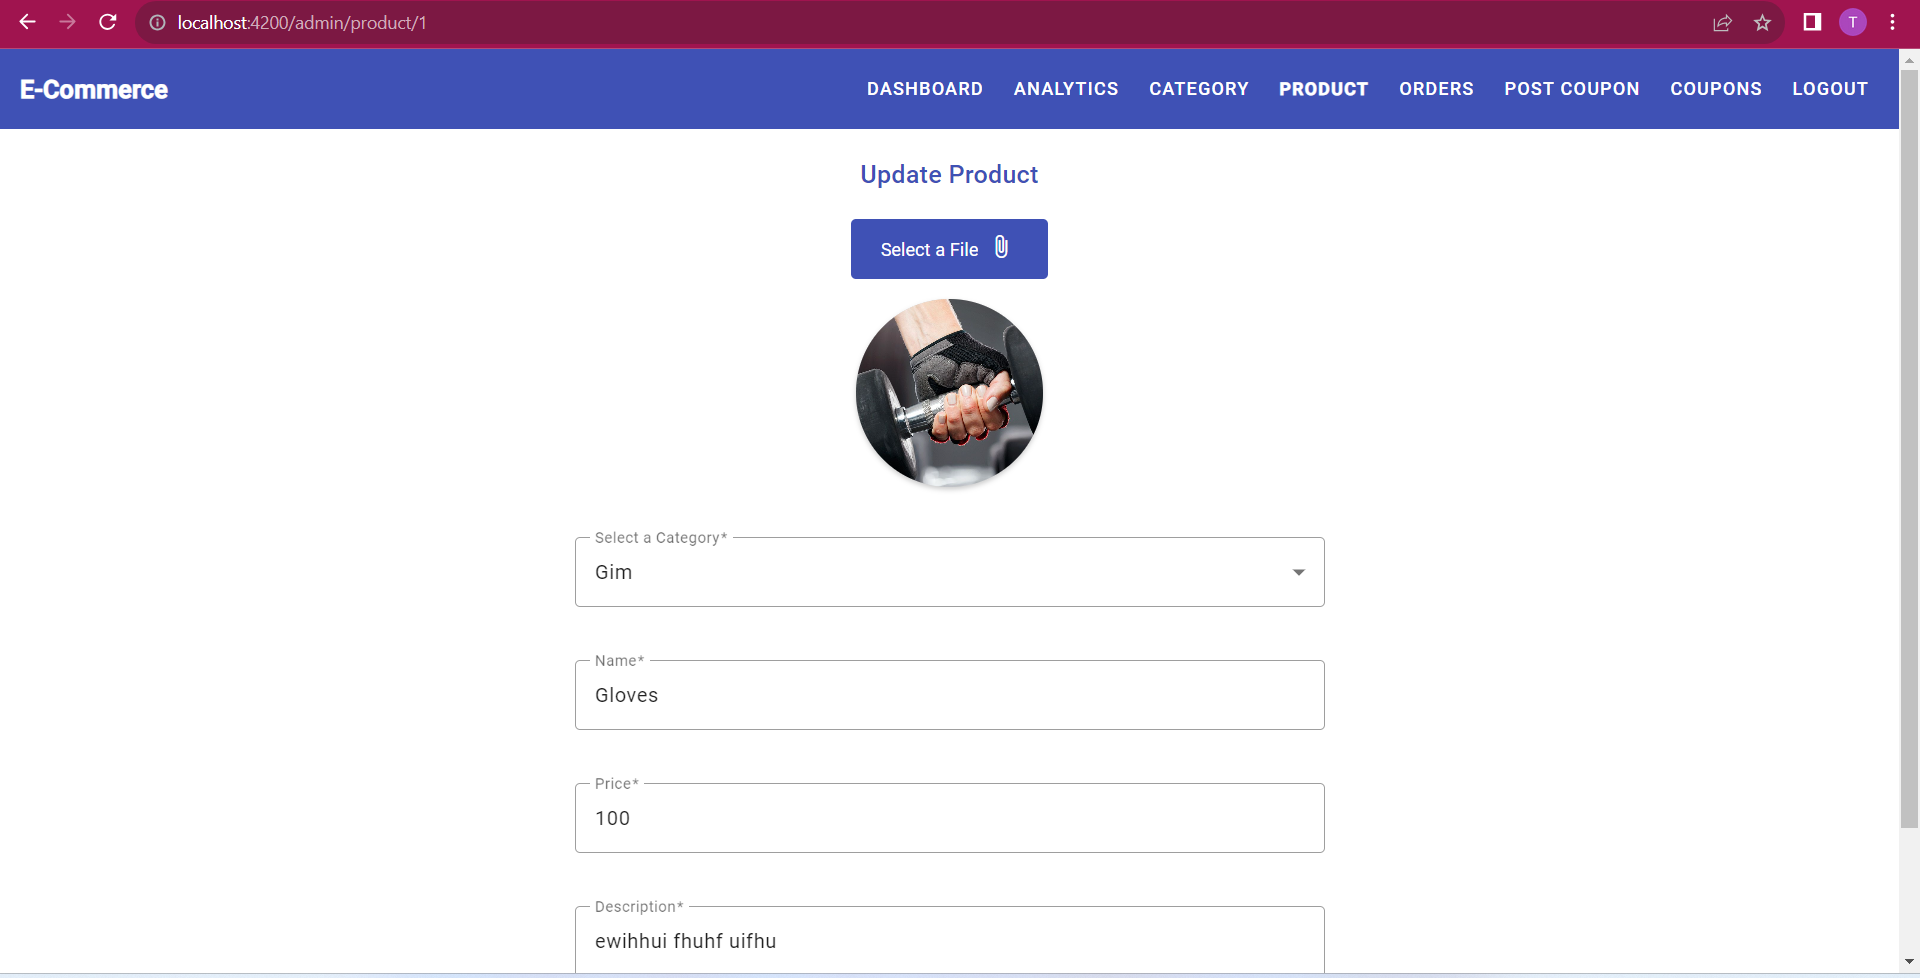 localhost:4200/admin/product/1
T
E-Commerce
DASHBOARD ANALYTICS CATEGORY PRODUCT ORDERS POST COUPON COUPONS LOGOUT
Update Product
Select a File
Select a Category*
Gim
Name*
Gloves
Price*
100
Description*
ewihhui fhuhf uifhu